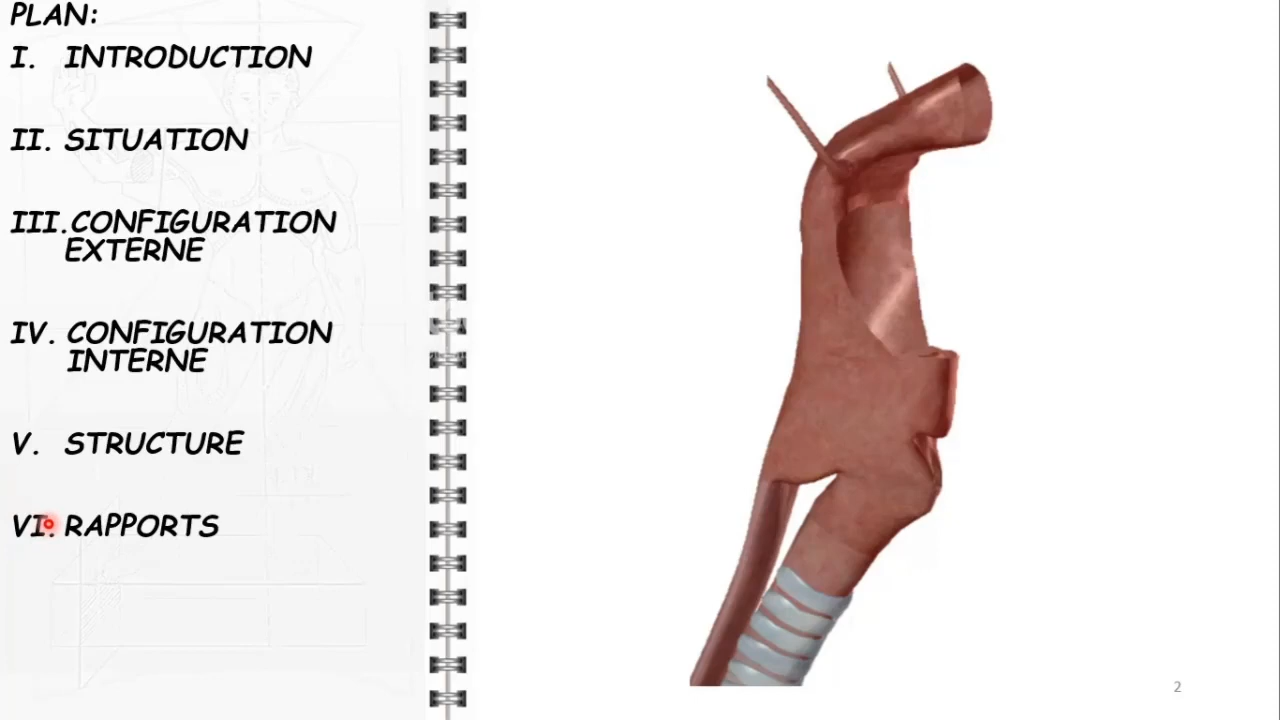 PLAN:
I. INTRODUCTION
II. SITUATION
III. CONFIGURATION
EXTERNE
IV. CONFIGURATION
INTERNE
V. STRUCTURE
VI. RAPPORTS
2